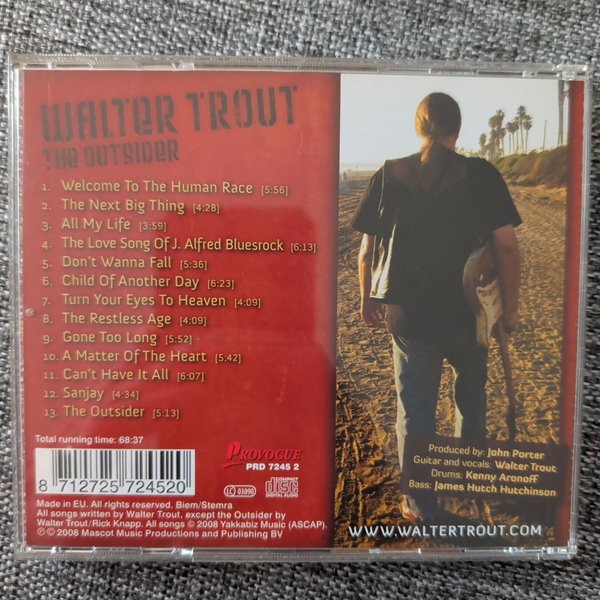 WALTER TROUT
THE OUTSIDER
1. Welcome To The Human Race [5:56]
2. The Next Big Thing [4:28]
3. All My Life [3:59]
4. The Love Song Of J. Alfred Bluesrock [6:13]
5. Don't Wanna Fall [5:36]
6. Child Of Another Day [6:23]
7. Turn Your Eyes To Heaven [4:09]
8. The Restless Age [4:09]
9. Gone Too Long [5:52]
10. A Matter Of The Heart [5:42]
11. Can't Have It All [6:07]
12. Sanjay [4:34]
13. The Outsider [5:13]
Produced by: John Porter
Guitar and vocals: Walter Trout
Drums: Kenny Aronoff
Bass: James Hutch Hutchinson
Total running time: 68:37
PROVOGUE
PRD 7245 2
LC 03090
COMPACT
disc
DIGITAL AUDIO
8 712725 724520
Made in EU. All rights reserved. Biem/Stemra
All songs written by Walter Trout, except the Outsider by
Walter Trout/Rick Knapp. All songs © 2008 Yakkabiz Music (ASCAP).
℗ © 2008 Mascot Music Productions and Publishing BV
WWW.WALTERTROUT.COM